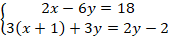 2x − 6y = 18
3(x + 1) + 3y = 2y − 2